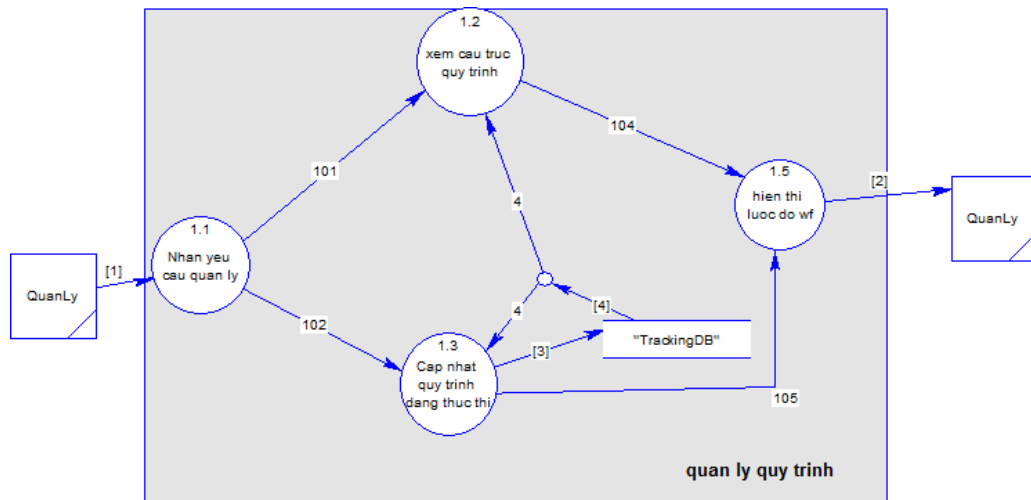 1.2
xem cau truc
quy trinh
104
101
1.5
hien thi
luoc do wf
[2]
QuanLy
4
1.1
Nhan yeu
cau quan ly
[1]
QuanLy
102
4
[4]
[3]
"TrackingDB"
1.3
Cap nhat
quy trinh
dang thuc thi
105
quan ly quy trinh